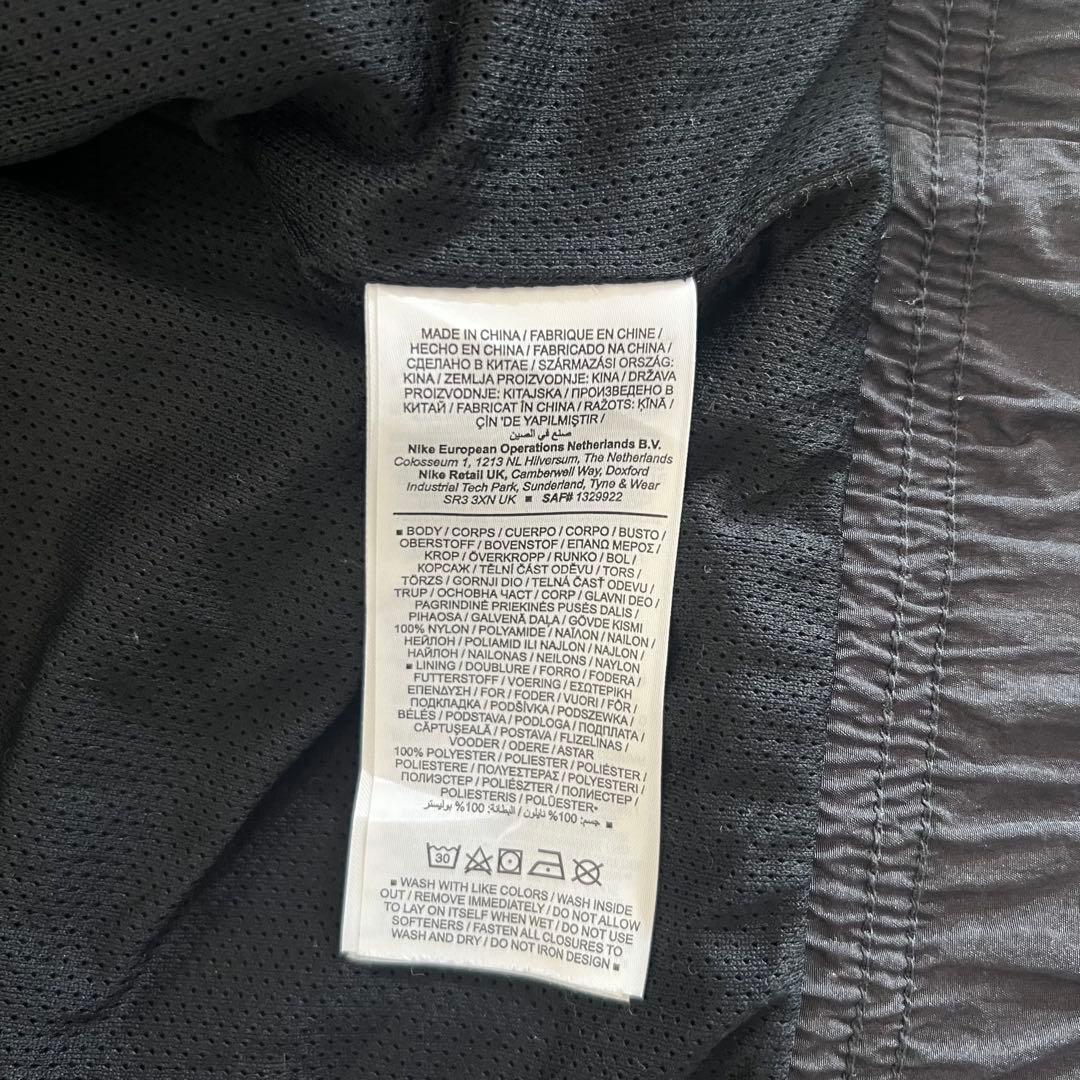 MADE IN CHINA / FABRIQUE EN CHINE /
HECHO EN CHINA / FABRICADO NA CHINA /
СДЕЛАНО В КИТАЕ / SZÁRMAZÁSI ORSZÁG:
KINA / ZEMLJA PROIZVODNJE: KINA / DRŽAVA
PROIZVODNJE: KITAJSKA / ПРОИЗВЕДЕНО В
КИТАЙ / FABRICAT ÎN CHINA / RAŽOTS: ĶĪNĀ /
ÇİN 'DE YAPILMIŞTIR /
صنع في الصين
Nike European Operations Netherlands B.V.
Colosseum 1, 1213 NL Hilversum, The Netherlands
Nike Retail UK, Camberwell Way, Doxford
Industrial Tech Park, Sunderland, Tyne & Wear
SR3 3XN UK ■ SAF# 1329922
■ BODY / CORPS / CUERPO / CORPO / BUSTO /
OBERSTOFF / BOVENSTOF / ΕΠΑΝΩ ΜΕΡΟΣ /
KROP / ÖVERKROPP / RUNKO / BOL /
КОРСАЖ / TĚLNÍ ČÁST ODĚVU / TORS /
TÖRZS / GORNJI DIO / TELNÁ ČASŤ ODEVU /
TRUP / ОСНОВНА ЧАСТ / CORP / GLAVNI DEO /
PAGRINDINĖ PRIEKINĖS PUSĖS DALIS /
PIHAOSA / GALVENĀ DAĻA / GÖVDE KISMI
100% NYLON / POLYAMIDE / ΝΑΪΛΟΝ / NAILON /
НЕЙЛОН / POLIAMID ILI NAJLON / NAJLON /
НАЙЛОН / NAILONAS / NEILONS / NAYLON
■ LINING / DOUBLURE / FORRO / FODERA /
FUTTERSTOFF / VOERING / ΕΣΩΤΕΡΙΚΗ
ΕΠΕΝΔΥΣΗ / FOR / FODER / VUORI / FÔR /
ПОДКЛАДКА / PODŠÍVKA / PODSZEWKA /
BÉLÉS / PODSTAVA / PODLOGA / ПОДПЛАТА /
CĂPTUȘEALĂ / POSTAVA / FLIZELINAS /
VOODER / ODERE / ASTAR
100% POLYESTER / POLIESTER / POLIÉSTER /
POLIESTERE / ΠΟΛΥΕΣΤΕΡΑΣ / POLYESTERI /
ПОЛИЭСТЕР / POLIÉSZTER / ПОЛИЕСТЕР /
POLIESTERIS / POLÜESTER*
■ جسم: 100% نايلون / البطانة: 100% بوليستر
30
■ WASH WITH LIKE COLORS / WASH INSIDE
OUT / REMOVE IMMEDIATELY / DO NOT ALLOW
TO LAY ON ITSELF WHEN WET / DO NOT USE
SOFTENERS / FASTEN ALL CLOSURES TO
WASH AND DRY / DO NOT IRON DESIGN ■